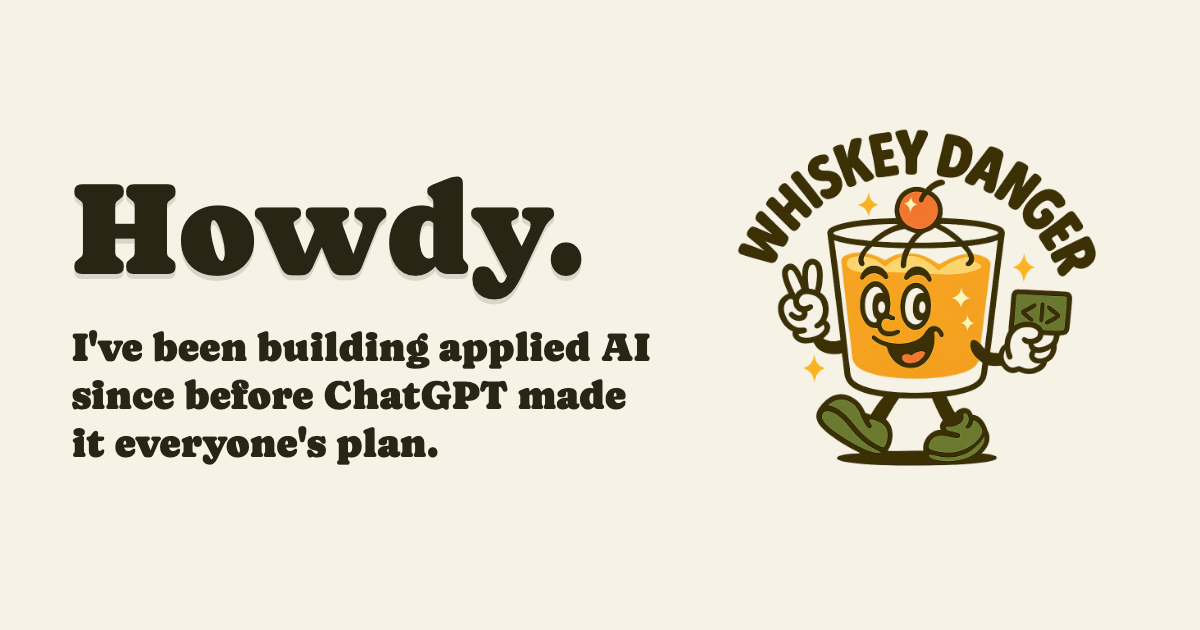 Howdy.
I've been building applied AI
since before ChatGPT made
it everyone's plan.
WHISKEY DANGER
</>